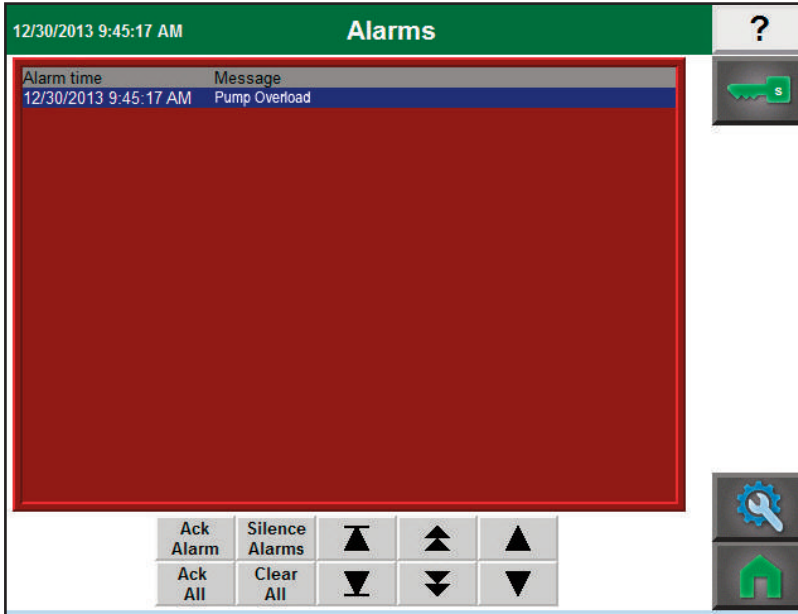 12/30/2013 9:45:17 AM Alarms ?
Alarm time Message
12/30/2013 9:45:17 AM Pump Overload
S
Ack Alarm
Silence Alarms
Ack All
Clear All